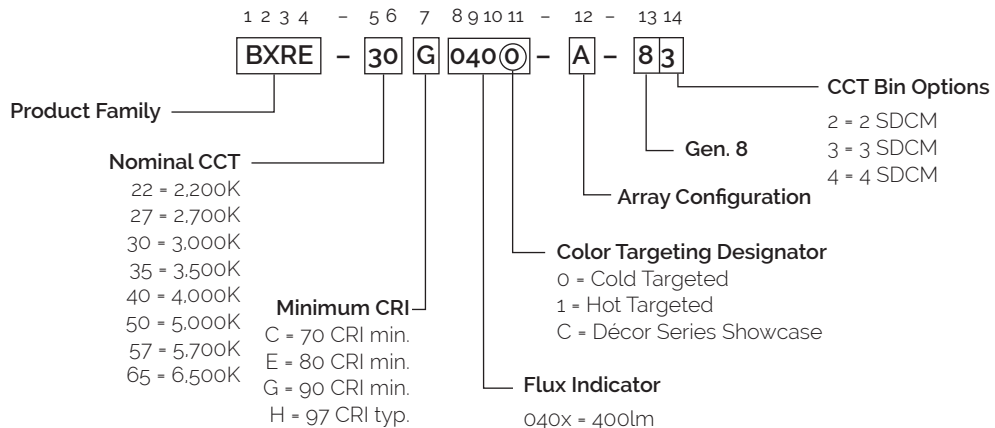 1 2 3 4 – 5 6 7 8 9 10 11 – 12 – 13 14
BXRE – 30 G 040 0 – A – 8 3
Product Family
Nominal CCT
22 = 2,200K
27 = 2,700K
30 = 3,000K
35 = 3,500K
40 = 4,000K
50 = 5,000K
57 = 5,700K
65 = 6,500K
Minimum CRI
C = 70 CRI min.
E = 80 CRI min.
G = 90 CRI min.
H = 97 CRI typ.
Flux Indicator
040x = 400lm
Color Targeting Designator
0 = Cold Targeted
1 = Hot Targeted
C = Décor Series Showcase
Array Configuration
Gen. 8
CCT Bin Options
2 = 2 SDCM
3 = 3 SDCM
4 = 4 SDCM